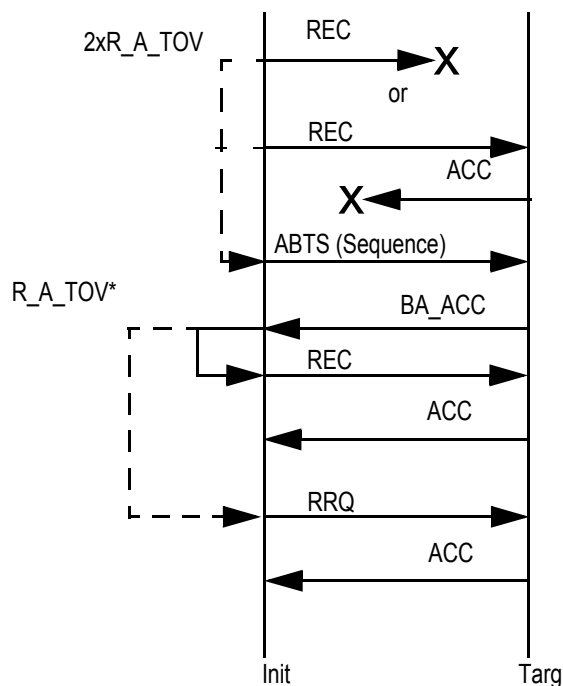 REC
2xR_A_TOV
X
or
REC
ACC
X
ABTS (Sequence)
R_A_TOV*
BA_ACC
REC
ACC
RRQ
ACC
Init Targ